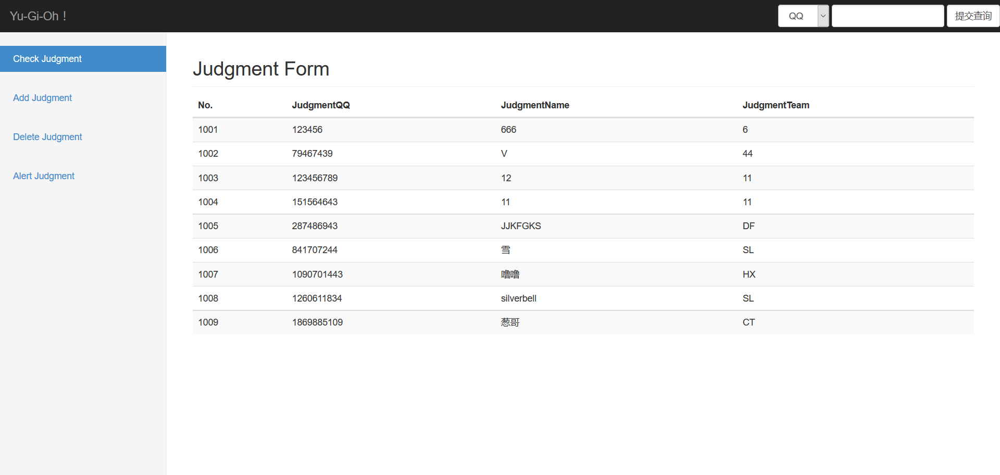 Yu-Gi-Oh！ QQ 提交查询
Check Judgment
Add Judgment
Delete Judgment
Alert Judgment
Judgment Form
No. JudgmentQQ JudgmentName JudgmentTeam
1001 123456 666 6
1002 79467439 V 44
1003 123456789 12 11
1004 151564643 11 11
1005 287486943 JJKFGKS DF
1006 841707244 雪 SL
1007 1090701443 噜噜 HX
1008 1260611834 silverbell SL
1009 1869885109 葱哥 CT